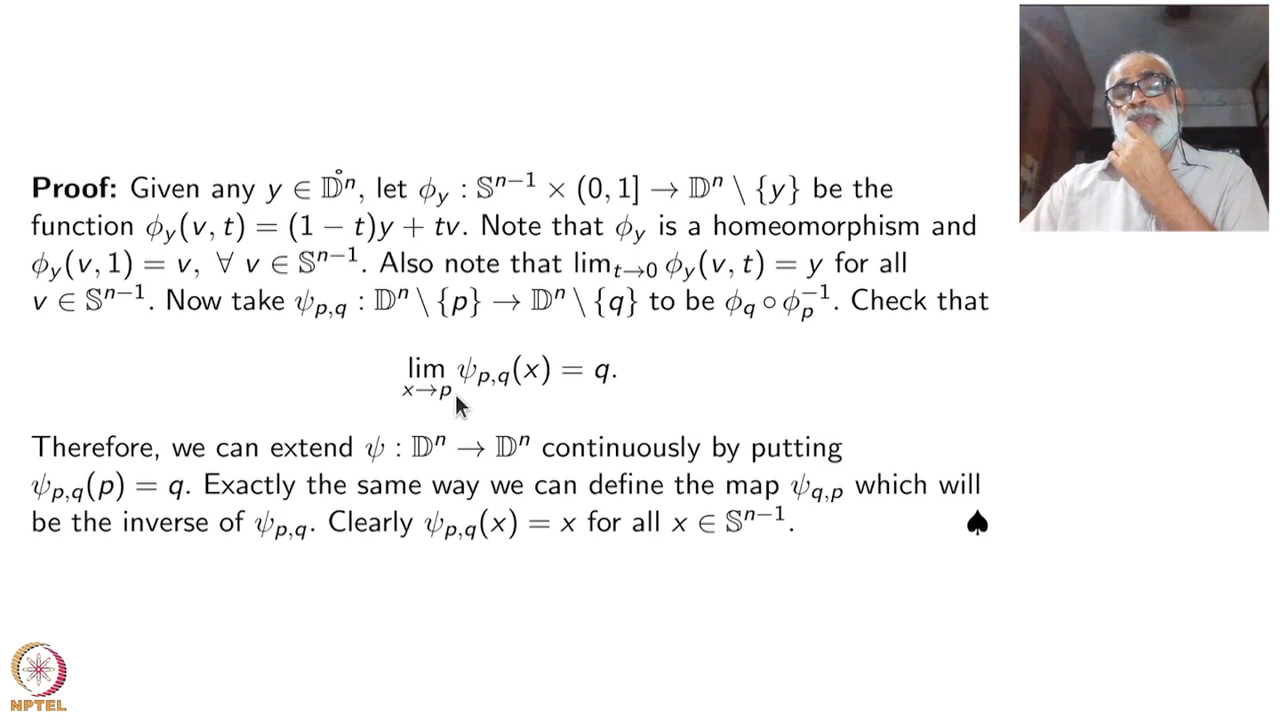 Proof: Given any y ∈ 𝔻̊ⁿ, let ϕ_y : 𝕊ⁿ⁻¹ × (0, 1] → 𝔻ⁿ \ {y} be the
function ϕ_y(v, t) = (1 − t)y + tv. Note that ϕ_y is a homeomorphism and
ϕ_y(v, 1) = v, ∀ v ∈ 𝕊ⁿ⁻¹. Also note that lim_{t→0} ϕ_y(v, t) = y for all
v ∈ 𝕊ⁿ⁻¹. Now take ψ_{p,q} : 𝔻ⁿ \ {p} → 𝔻ⁿ \ {q} to be ϕ_q ∘ ϕ_p⁻¹. Check that
lim_{x→p} ψ_{p,q}(x) = q.
Therefore, we can extend ψ : 𝔻ⁿ → 𝔻ⁿ continuously by putting
ψ_{p,q}(p) = q. Exactly the same way we can define the map ψ_{q,p} which will
be the inverse of ψ_{p,q}. Clearly ψ_{p,q}(x) = x for all x ∈ 𝕊ⁿ⁻¹. ♠
NPTEL